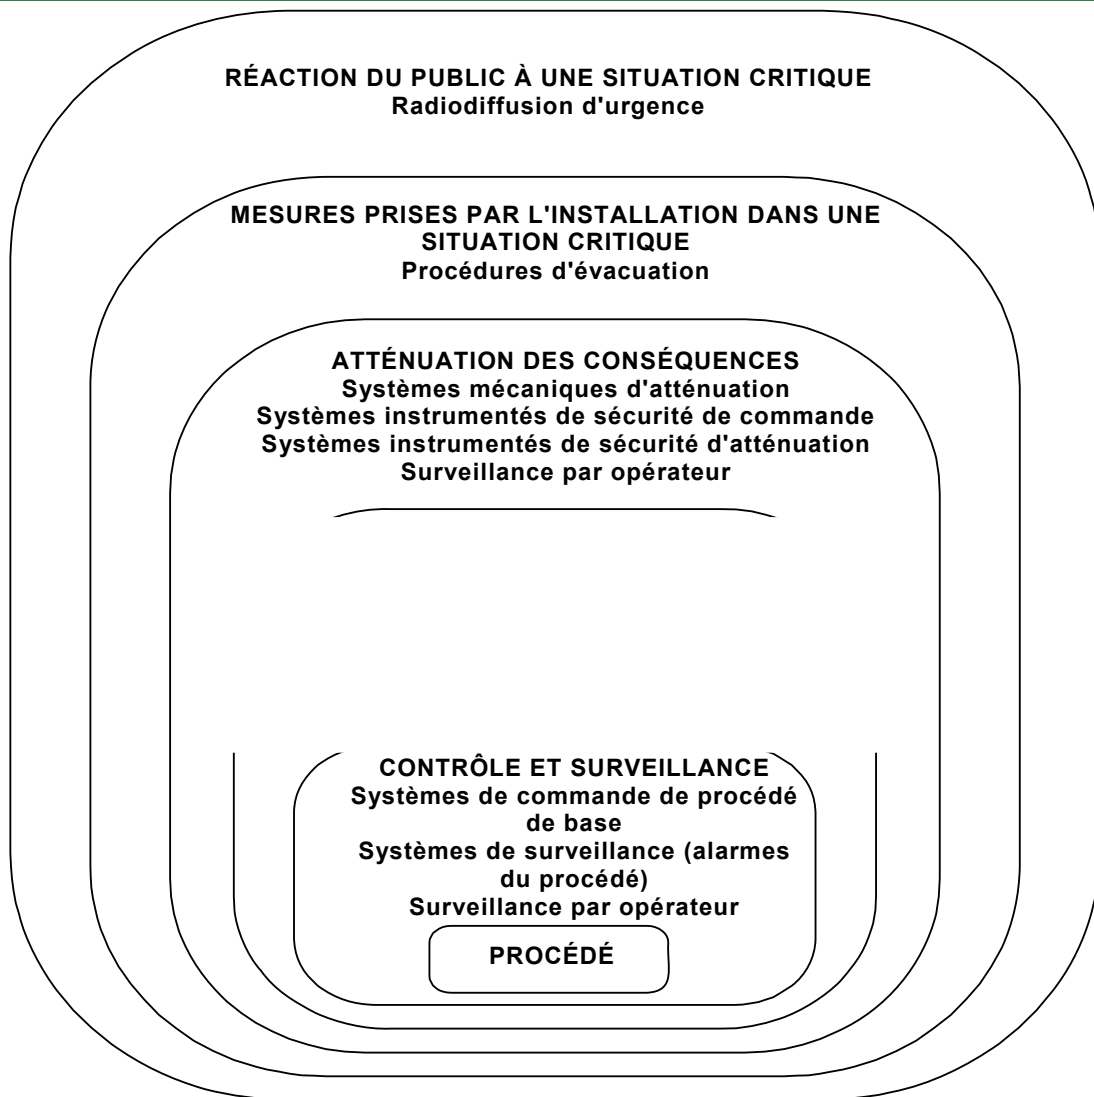 RÉACTION DU PUBLIC À UNE SITUATION CRITIQUE
Radiodiffusion d'urgence
MESURES PRISES PAR L'INSTALLATION DANS UNE
SITUATION CRITIQUE
Procédures d'évacuation
ATTÉNUATION DES CONSÉQUENCES
Systèmes mécaniques d'atténuation
Systèmes instrumentés de sécurité de commande
Systèmes instrumentés de sécurité d'atténuation
Surveillance par opérateur
CONTRÔLE ET SURVEILLANCE
Systèmes de commande de procédé
de base
Systèmes de surveillance (alarmes
du procédé)
Surveillance par opérateur
PROCÉDÉ